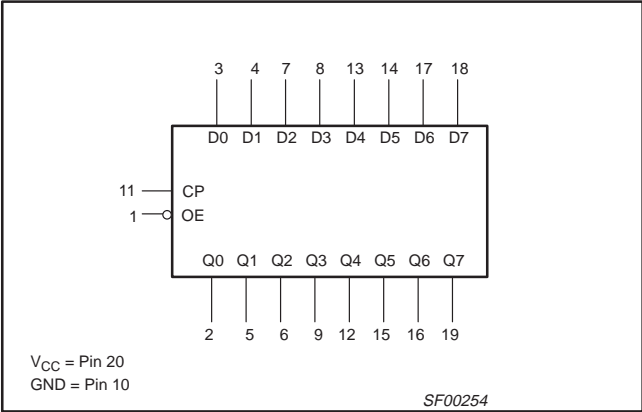 3 4 7 8 13 14 17 18
D0 D1 D2 D3 D4 D5 D6 D7
11 CP
1 OE
Q0 Q1 Q2 Q3 Q4 Q5 Q6 Q7
2 5 6 9 12 15 16 19
VCC = Pin 20
GND = Pin 10
SF00254